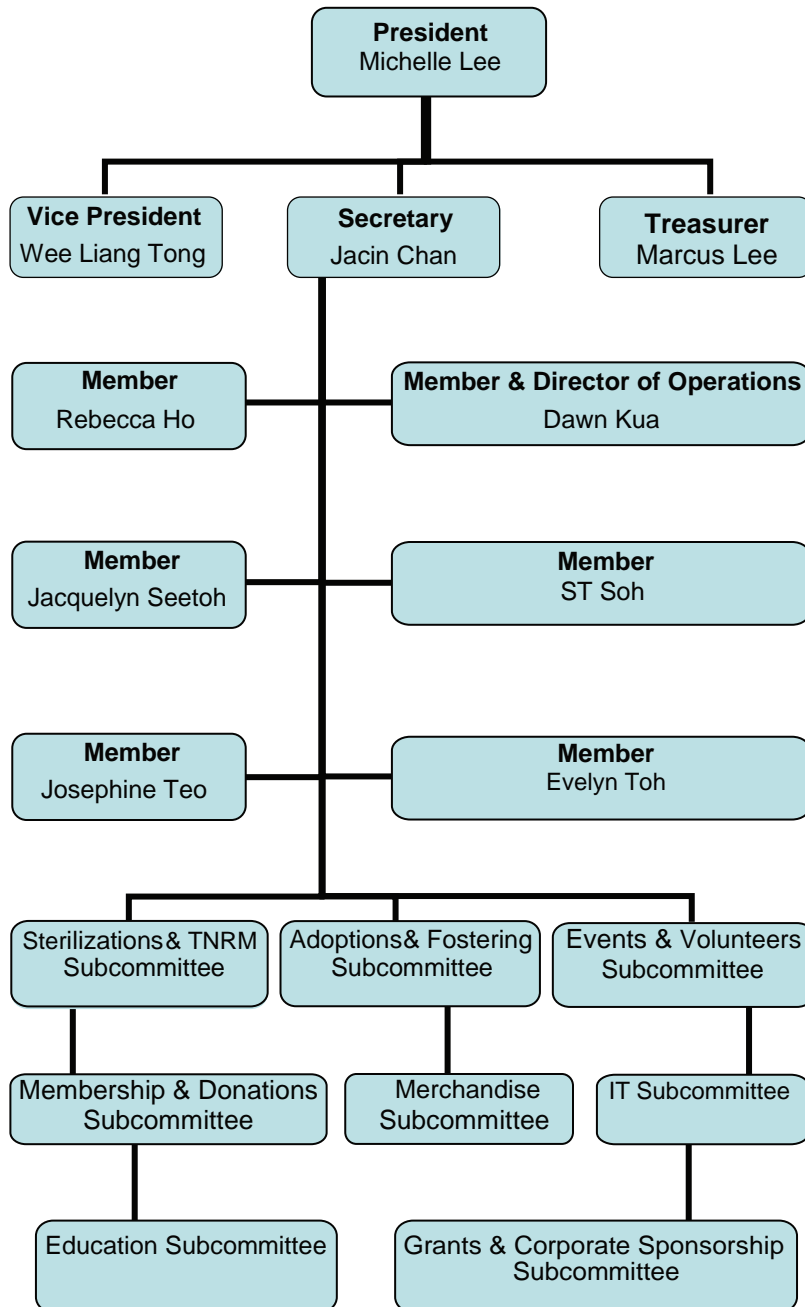 President
Michelle Lee
Vice President
Wee Liang Tong
Secretary
Jacin Chan
Treasurer
Marcus Lee
Member
Rebecca Ho
Member & Director of Operations
Dawn Kua
Member
Jacquelyn Seetoh
Member
ST Soh
Member
Josephine Teo
Member
Evelyn Toh
Sterilizations& TNRM
Subcommittee
Adoptions& Fostering
Subcommittee
Events & Volunteers
Subcommittee
Membership & Donations
Subcommittee
Merchandise
Subcommittee
IT Subcommittee
Education Subcommittee
Grants & Corporate Sponsorship
Subcommittee